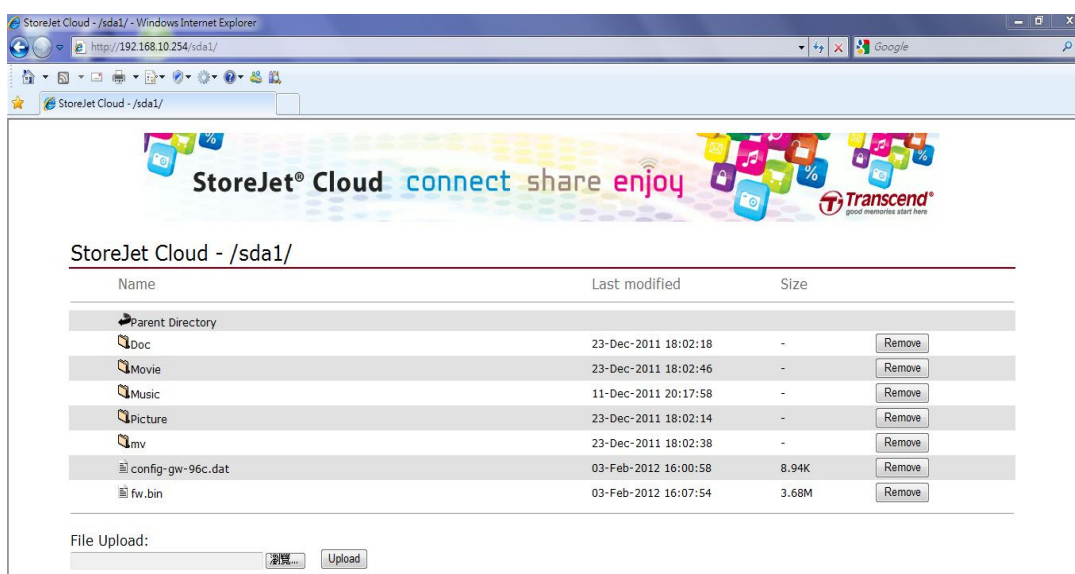 StoreJet Cloud - /sda1/ - Windows Internet Explorer
http://192.168.10.254/sda1/
Google
StoreJet Cloud - /sda1/
StoreJet® Cloud connect share enjoy
Transcend®
good memories start here
StoreJet Cloud - /sda1/
Name Last modified Size
Parent Directory
Doc 23-Dec-2011 18:02:18 - Remove
Movie 23-Dec-2011 18:02:46 - Remove
Music 11-Dec-2011 20:17:58 - Remove
Picture 23-Dec-2011 18:02:14 - Remove
mv 23-Dec-2011 18:02:38 - Remove
config-gw-96c.dat 03-Feb-2012 16:00:58 8.94K Remove
fw.bin 03-Feb-2012 16:07:54 3.68M Remove
File Upload:
瀏覽... Upload